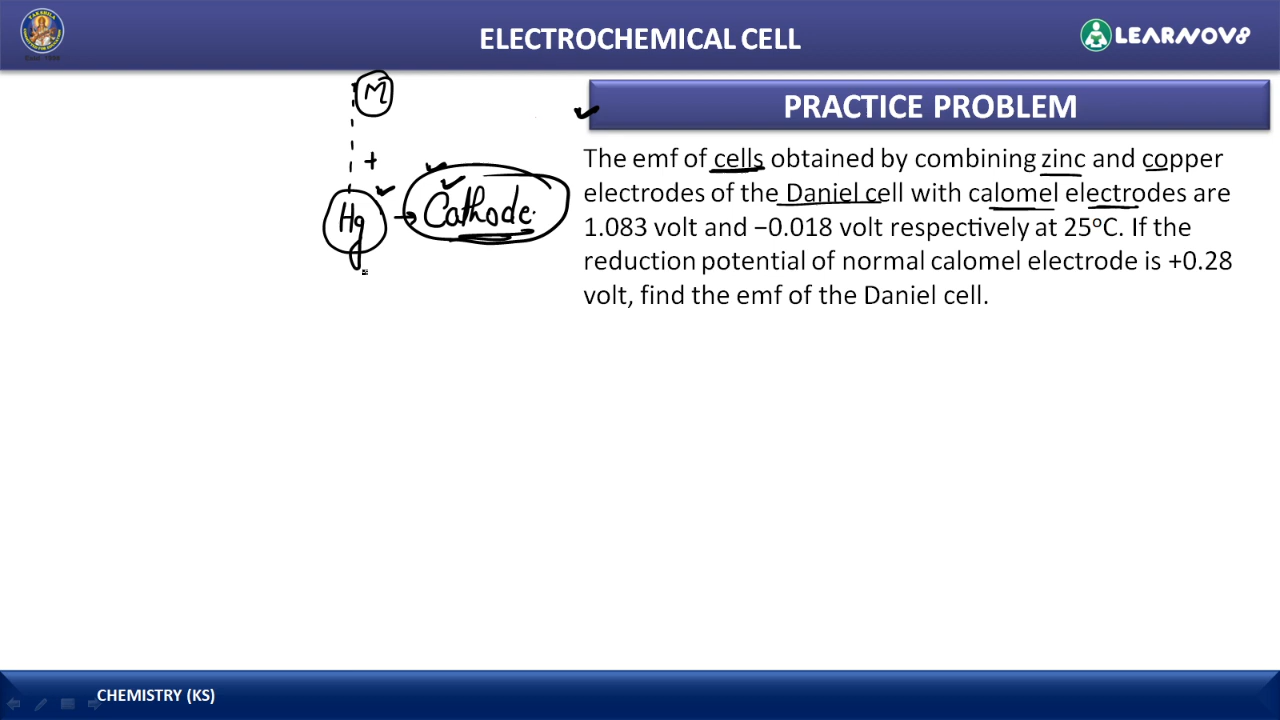 ELECTROCHEMICAL CELL
LEARNOV8
PRACTICE PROBLEM
M
+
Hg
Cathode
The emf of cells obtained by combining zinc and copper
electrodes of the Daniel cell with calomel electrodes are
1.083 volt and −0.018 volt respectively at 25°C. If the
reduction potential of normal calomel electrode is +0.28
volt, find the emf of the Daniel cell.
CHEMISTRY (KS)